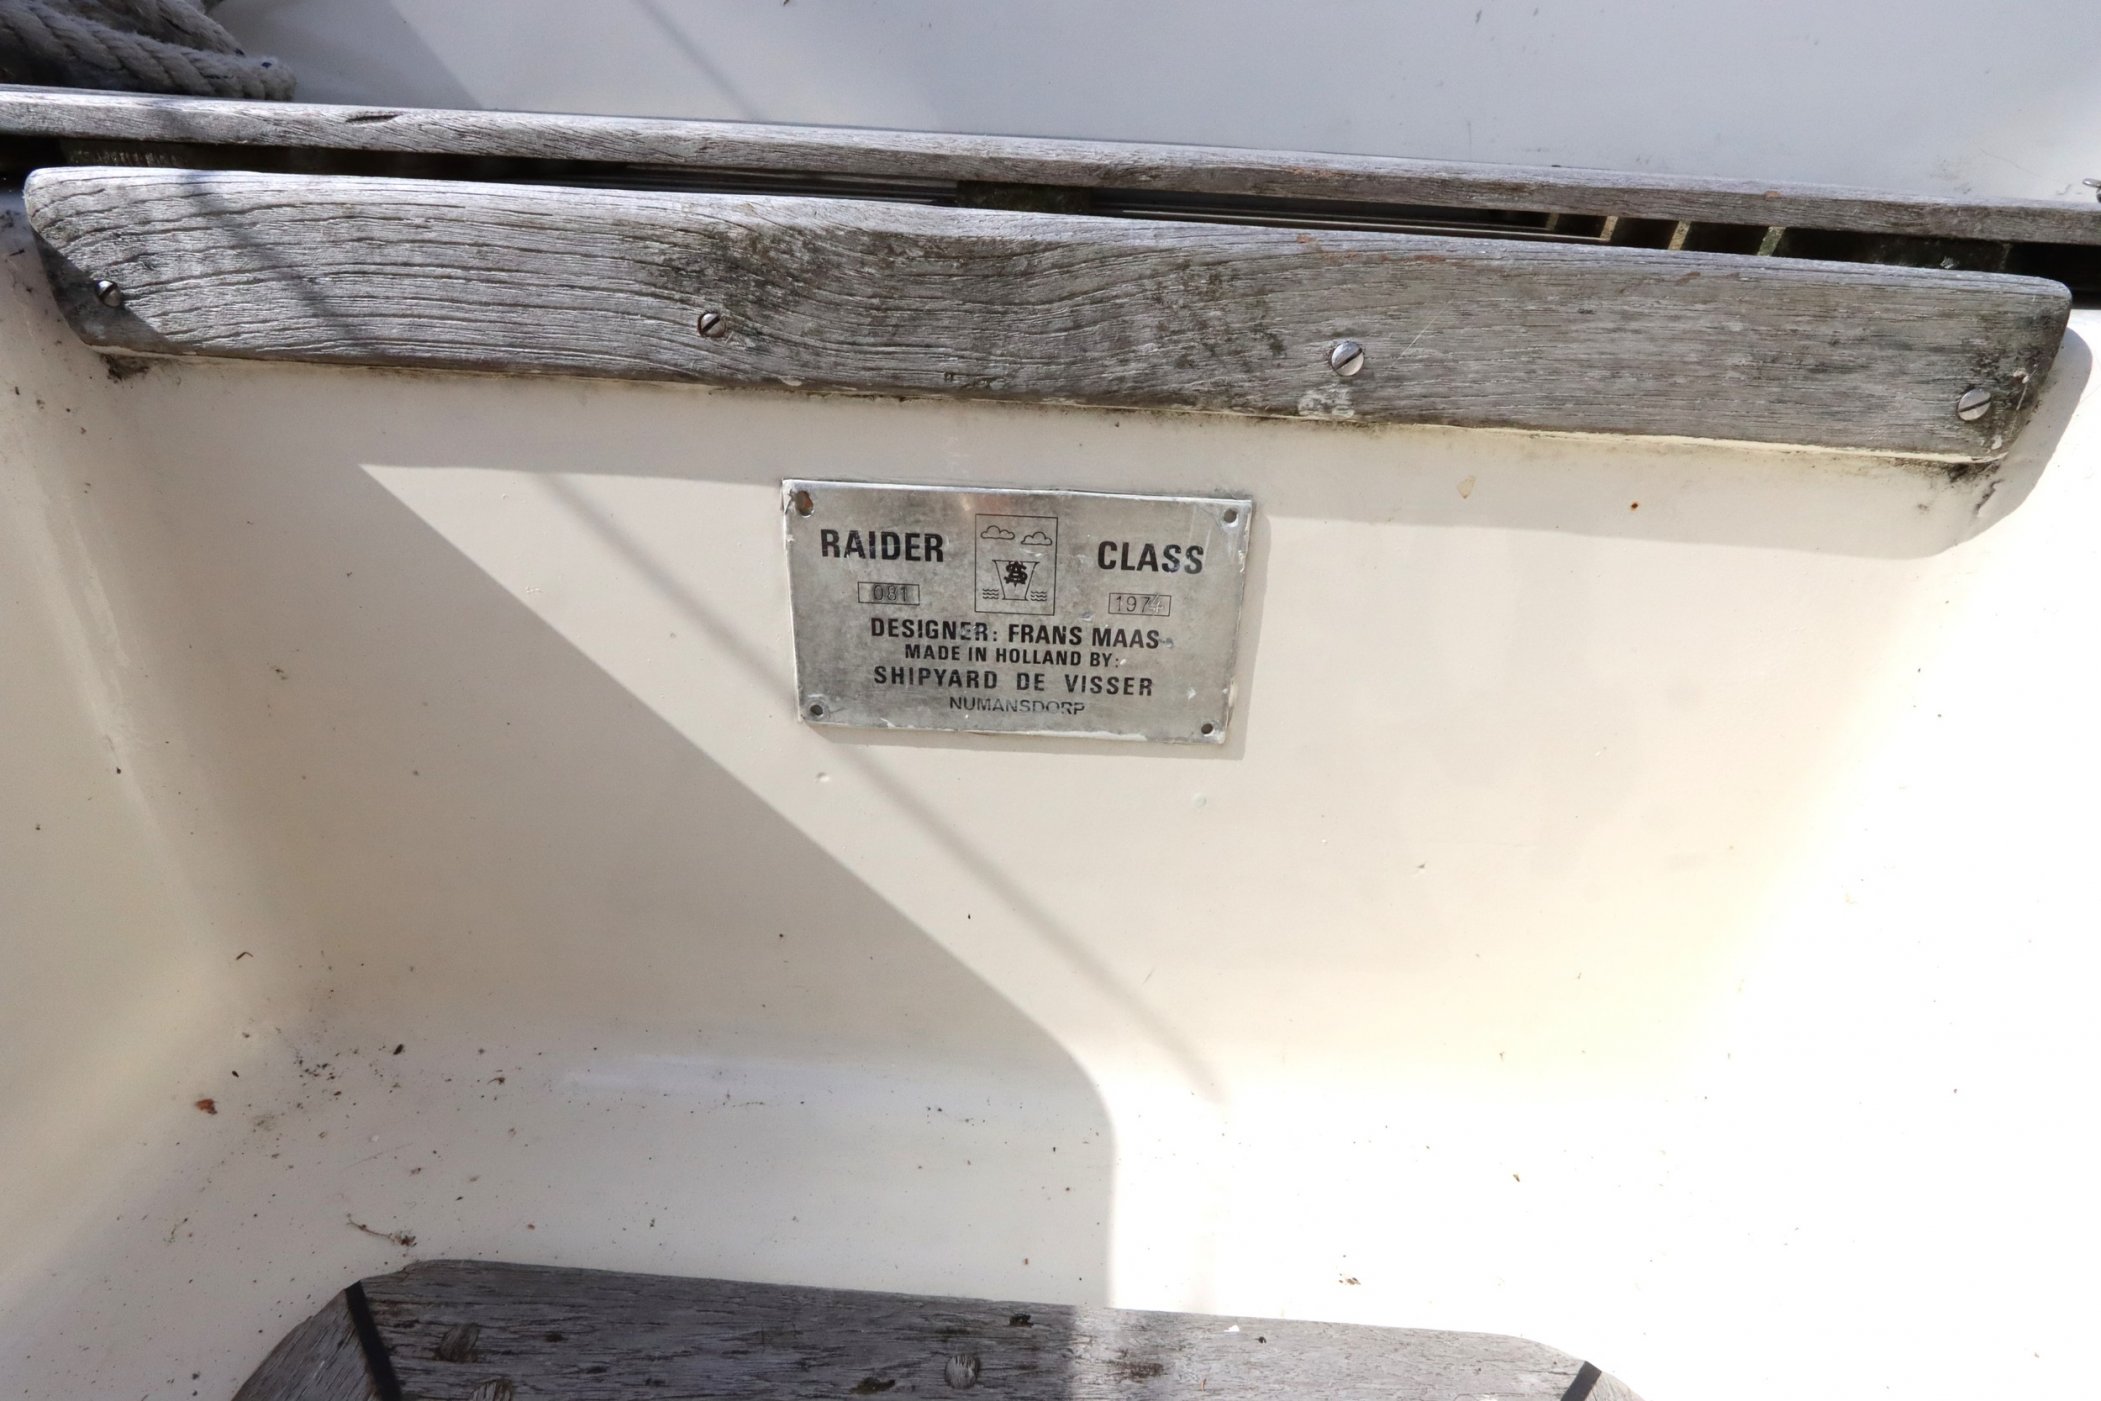 RAIDER CLASS
081 1974
DESIGNER: FRANS MAAS
MADE IN HOLLAND BY:
SHIPYARD DE VISSER
NUMANSDORP